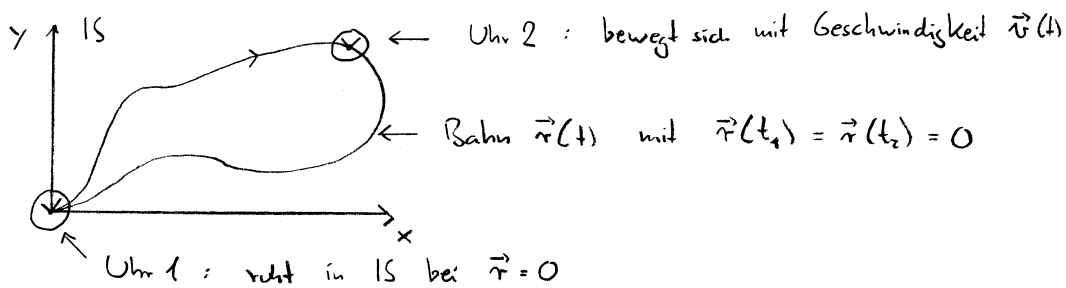 y IS
Uhr 2 : bewegt sich mit Geschwindigkeit v⃗(t)
Bahn r⃗(t) mit r⃗(t₁) = r⃗(t₂) = 0
x
Uhr 1 : ruht in IS bei r⃗ = 0